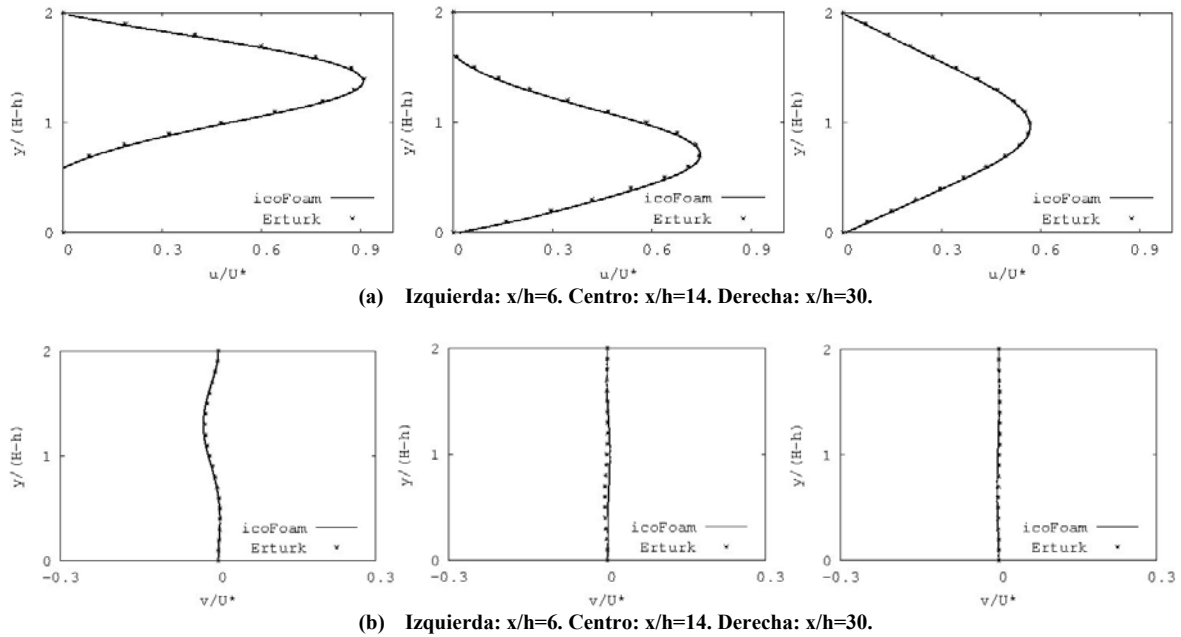 2
1
0
y/(H-h)
icoFoam
Erturk
0 0.3 0.6 0.9
u/U*
2
1
0
y/(H-h)
icoFoam
Erturk
0 0.3 0.6 0.9
u/U*
2
1
0
y/(H-h)
icoFoam
Erturk
0 0.3 0.6 0.9
u/U*
(a) Izquierda: x/h=6. Centro: x/h=14. Derecha: x/h=30.
2
1
0
y/(H-h)
icoFoam
Erturk
-0.3 0 0.3
v/U*
2
1
0
y/(H-h)
icoFoam
Erturk
-0.3 0 0.3
v/U*
2
1
0
y/(H-h)
icoFoam
Erturk
-0.3 0 0.3
v/U*
(b) Izquierda: x/h=6. Centro: x/h=14. Derecha: x/h=30.